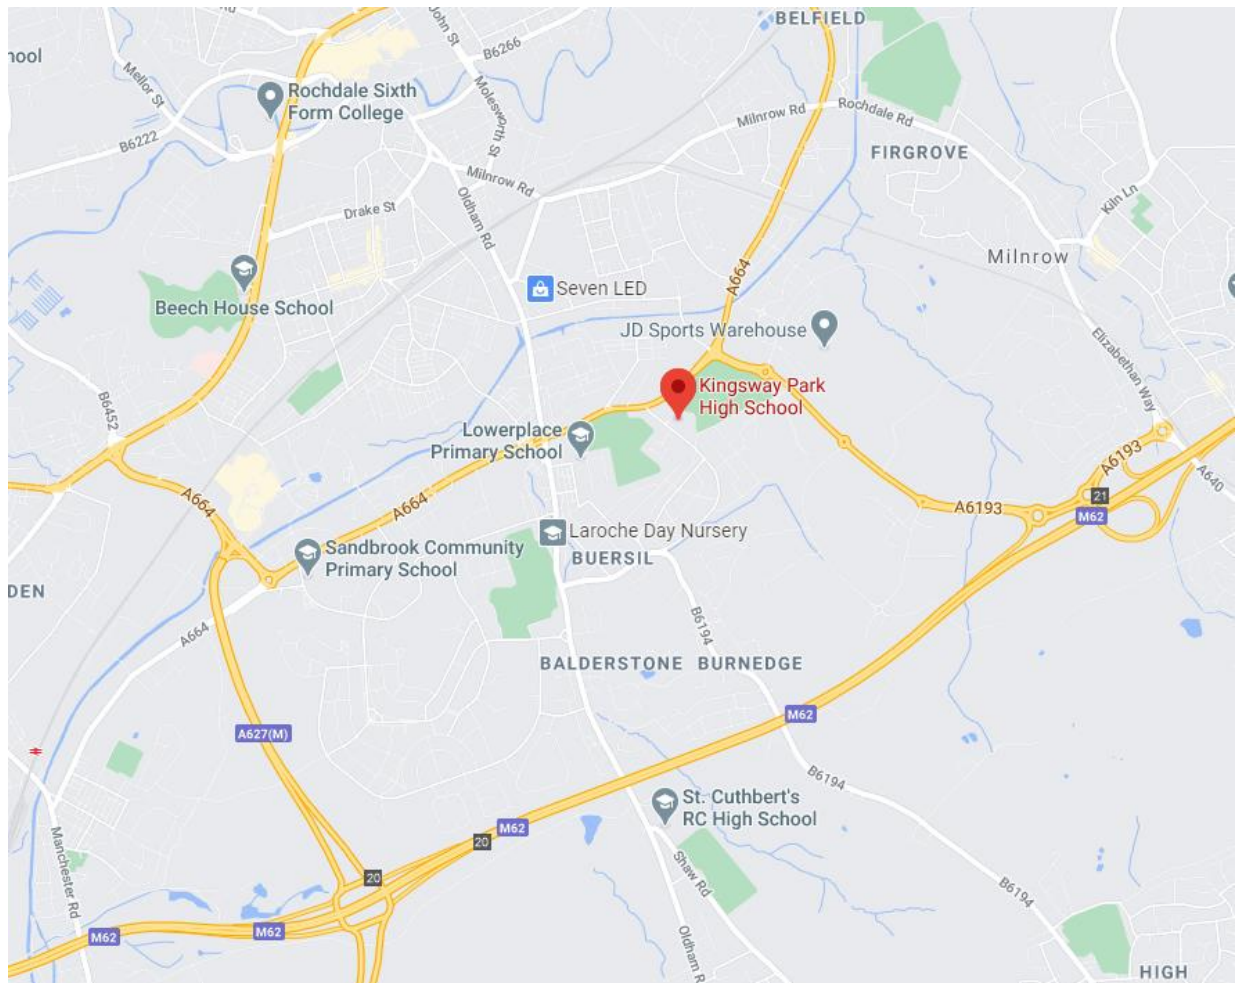 BELFIELD
hool
John St
B6266
Mellor St
Rochdale Sixth
Form College
Molesworth St
Milnrow Rd
Rochdale Rd
B6222
FIRGROVE
Milnrow Rd
Kiln Ln
Drake St
Oldham Rd
Milnrow
A664
Beech House School
Seven LED
JD Sports Warehouse
Elizabethan Way
Kingsway Park
High School
B6452
Lowerplace
Primary School
A6193
A640
A664
A664
21
A6193
M62
Laroche Day Nursery
Sandbrook Community
Primary School
BUERSIL
DEN
A664
B6194
BALDERSTONE
BURNEDGE
M62
A627(M)
B6194
St. Cuthbert's
RC High School
M62
20
20
Manchester Rd
Shaw Rd
B6194
M62
M62
Oldham R
HIGH